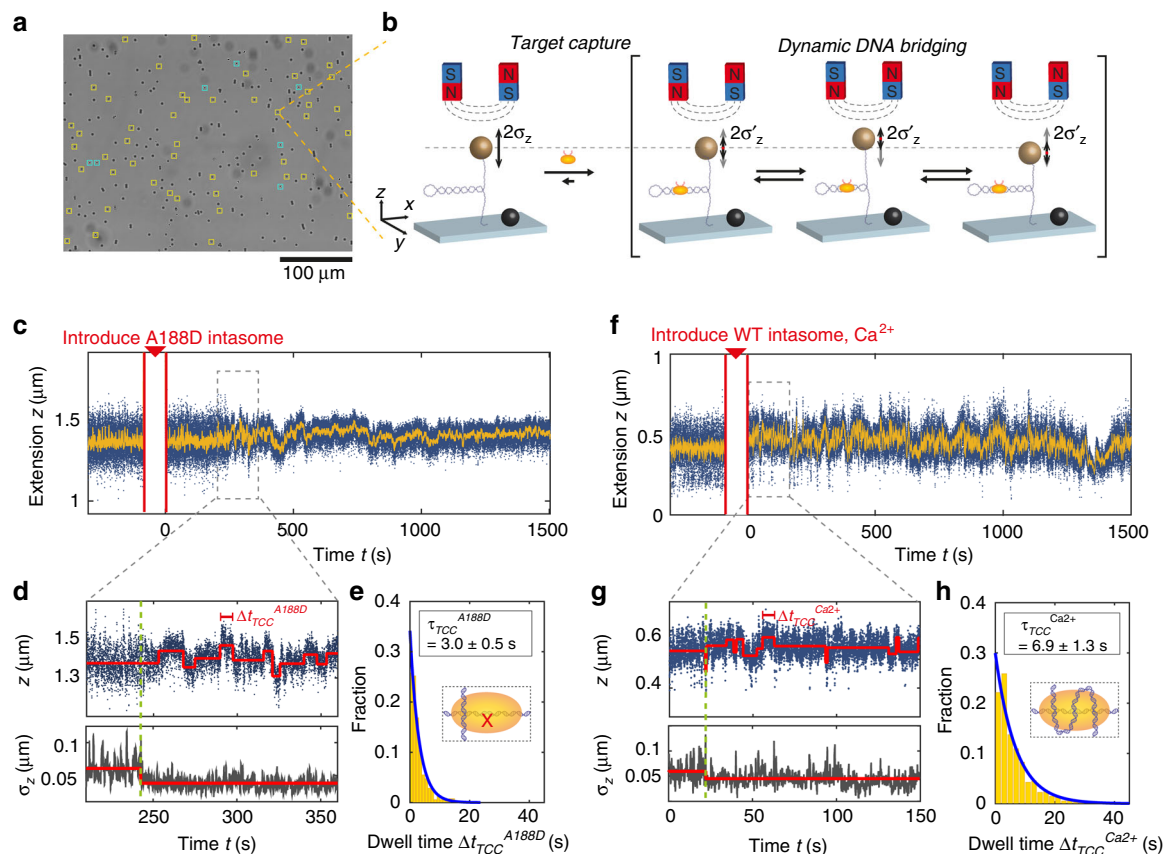 a
100 μm
b
Target capture
Dynamic DNA bridging
S N
N S
2σz
S N
N S
2σ′z
S N
N S
2σ′z
S N
N S
2σ′z
z
x
y
c
Introduce A188D intasome
Extension z (μm)
1.5
1
0 500 1000 1500
Time t (s)
d
z (μm)
1.5
1.3
ΔtTCC A188D
σz (μm)
0.1
0.05
250 300 350
Time t (s)
e
Fraction
0.4
0.3
0.2
0.1
0
τTCC A188D
= 3.0 ± 0.5 s
X
0 20 40
Dwell time ΔtTCC A188D (s)
f
Introduce WT intasome, Ca2+
Extension z (μm)
1
0.5
0
0 500 1000 1500
Time t (s)
g
z (μm)
0.6
0.4
ΔtTCC Ca2+
σz (μm)
0.1
0.05
0 50 100 150
Time t (s)
h
Fraction
0.4
0.3
0.2
0.1
0
τTCC Ca2+
= 6.9 ± 1.3 s
0 20 40
Dwell time ΔtTCC Ca2+ (s)